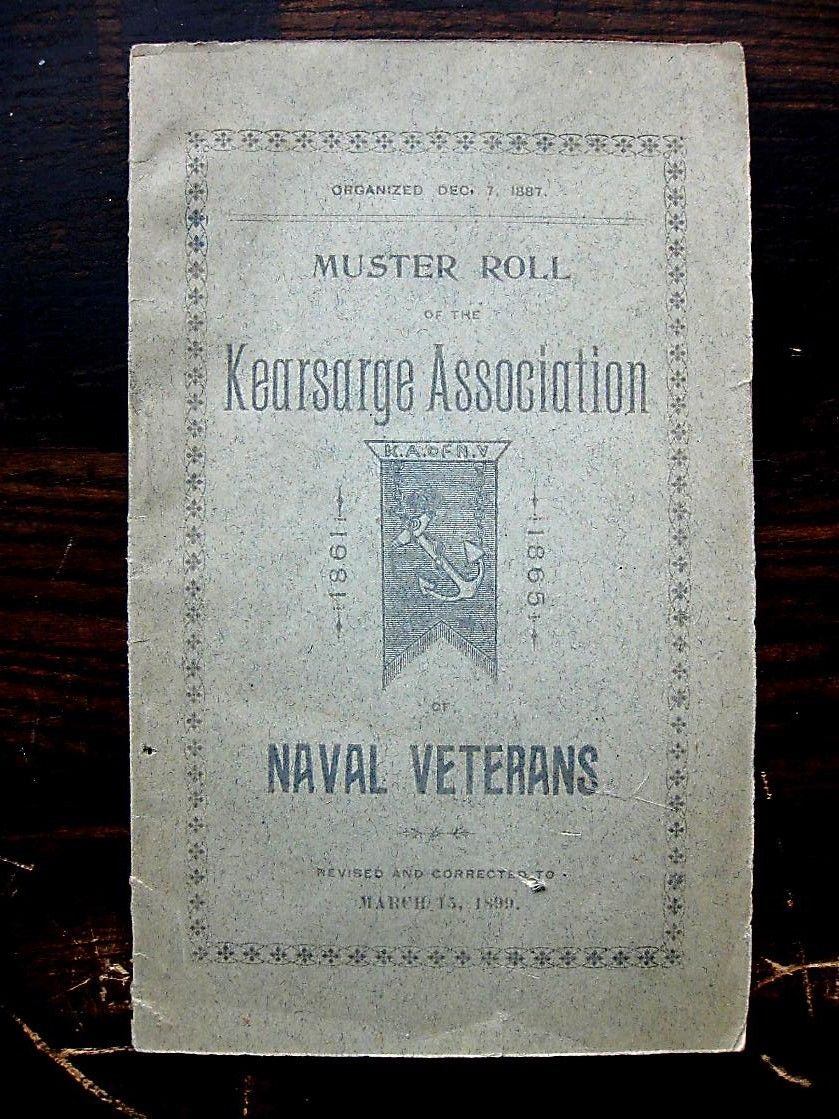 ORGANIZED DEC. 7, 1887.
MUSTER ROLL
OF THE
Kearsarge Association
K.A.OF N.V
1861
1865
OF
NAVAL VETERANS
REVISED AND CORRECTED TO
MARCH 15, 1899.